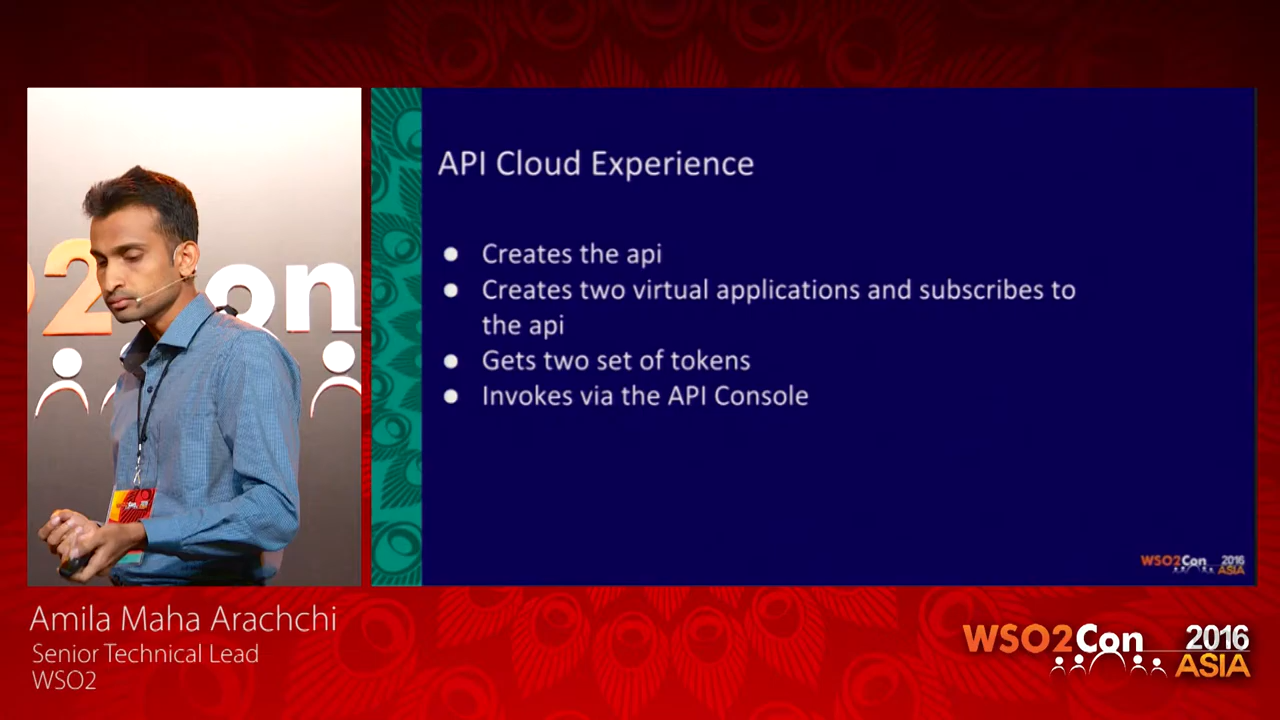 API Cloud Experience
Creates the api
Creates two virtual applications and subscribes to
the api
Gets two set of tokens
Invokes via the API Console
WSO2Con 2016
ASIA
O2Con
Amila Maha Arachchi
Senior Technical Lead
WSO2
WSO2Con 2016
ASIA